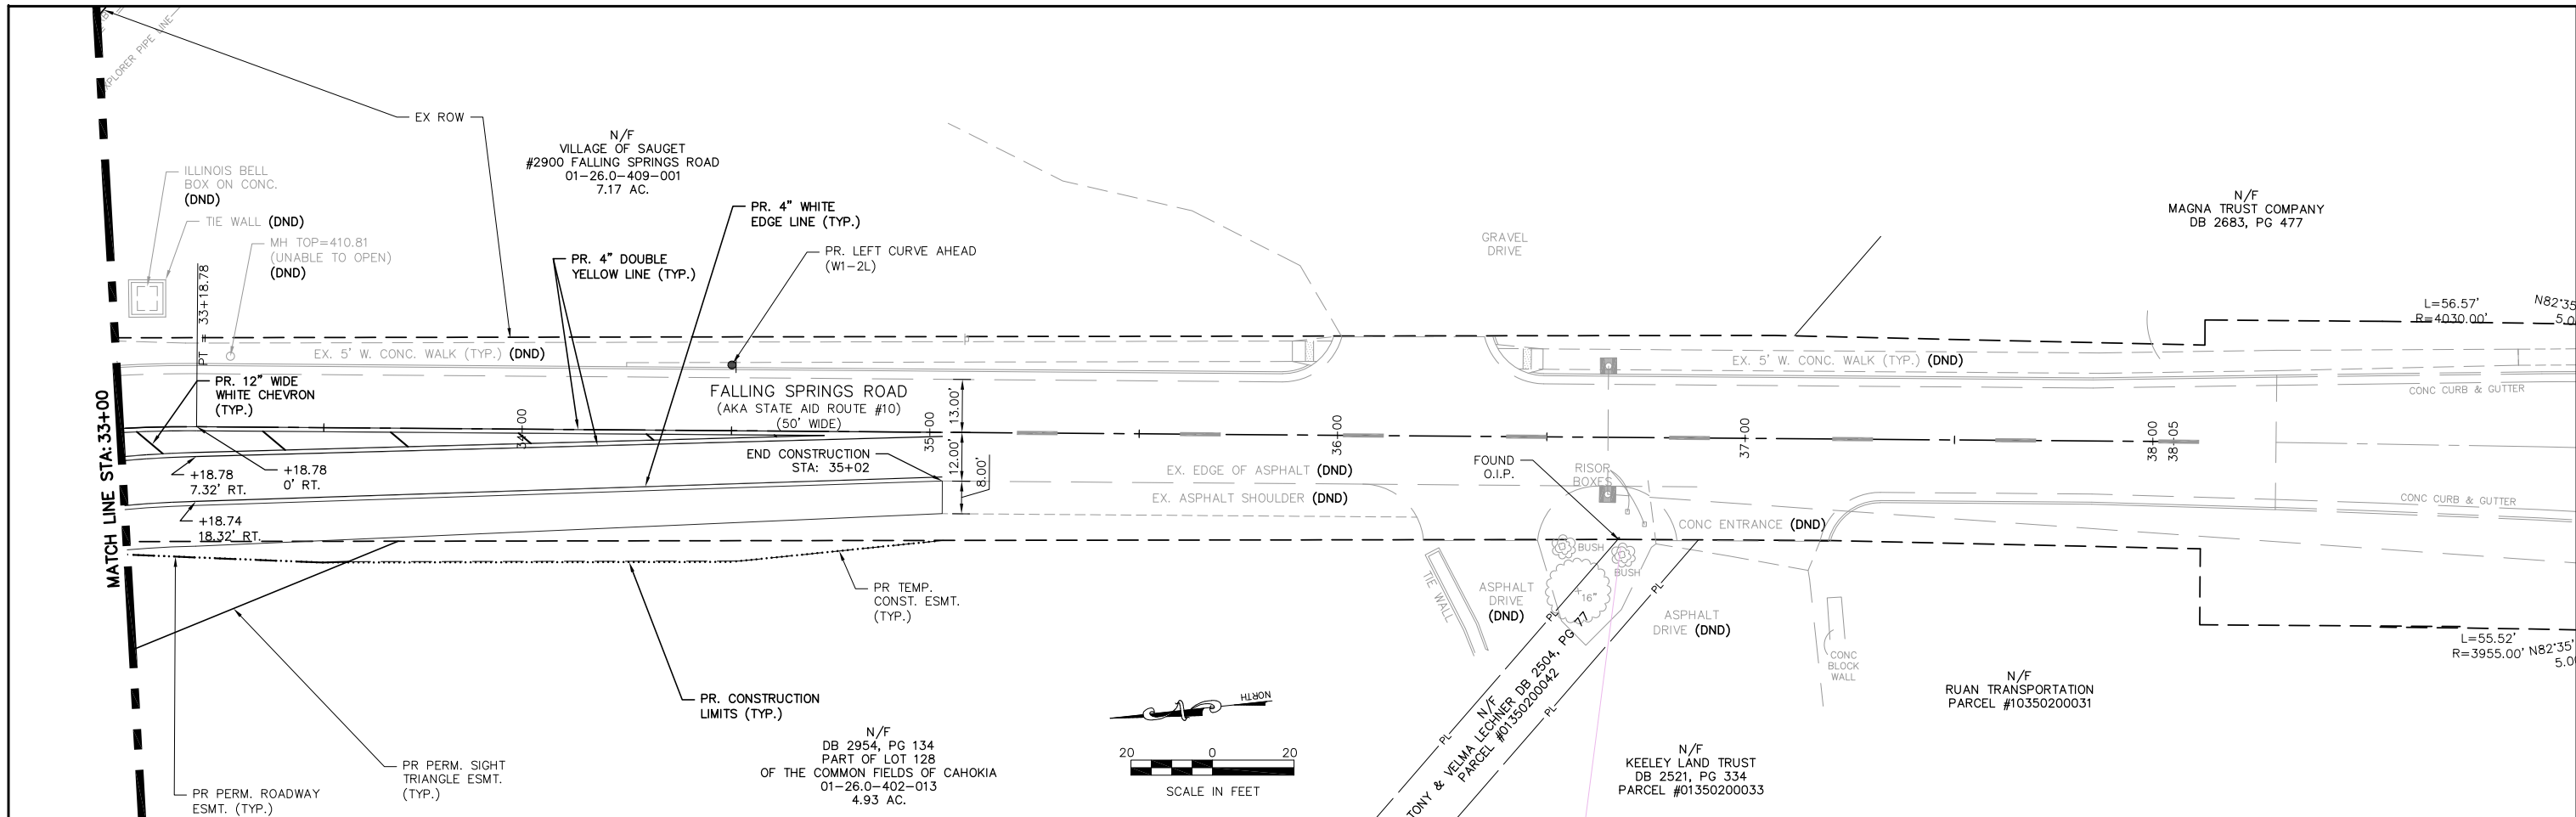 EXPLORER PIPE LINE
EX ROW
N/F
VILLAGE OF SAUGET
#2900 FALLING SPRINGS ROAD
01-26.0-409-001
7.17 AC.
ILLINOIS BELL
BOX ON CONC.
(DND)
TIE WALL (DND)
MH TOP=410.81
(UNABLE TO OPEN)
(DND)
PT = 33+18.78
PR. 4" WHITE
EDGE LINE (TYP.)
PR. 4" DOUBLE
YELLOW LINE (TYP.)
PR. LEFT CURVE AHEAD
(W1-2L)
GRAVEL
DRIVE
N/F
MAGNA TRUST COMPANY
DB 2683, PG 477
L=56.57'
R=4030.00'
N82°35
5.0
EX. 5' W. CONC. WALK (TYP.) (DND)
EX. 5' W. CONC. WALK (TYP.) (DND)
CONC CURB & GUTTER
PR. 12" WIDE
WHITE CHEVRON
(TYP.)
FALLING SPRINGS ROAD
(AKA STATE AID ROUTE #10)
(50' WIDE)
13.00'
12.00'
8.00'
34+00
35+00
36+00
37+00
38+00
38+05
MATCH LINE STA: 33+00
+18.78
7.32' RT.
+18.78
0' RT.
+18.74
18.32' RT.
END CONSTRUCTION
STA: 35+02
EX. EDGE OF ASPHALT (DND)
EX. ASPHALT SHOULDER (DND)
FOUND
O.I.P.
RISOR
BOXES
CONC ENTRANCE (DND)
CONC CURB & GUTTER
BUSH
BUSH
16"
TIE WALL
ASPHALT
DRIVE
(DND)
ASPHALT
DRIVE (DND)
CONC
BLOCK
WALL
L=55.52'
R=3955.00'
N82°35'
5.0
PR TEMP.
CONST. ESMT.
(TYP.)
PR. CONSTRUCTION
LIMITS (TYP.)
PR PERM. SIGHT
TRIANGLE ESMT.
(TYP.)
PR PERM. ROADWAY
ESMT. (TYP.)
N/F
DB 2954, PG 134
PART OF LOT 128
OF THE COMMON FIELDS OF CAHOKIA
01-26.0-402-013
4.93 AC.
NORTH
20 0 20
SCALE IN FEET
PL
PL
PL
PL
N/F
TONY & VELMA LECHNER DB 2504, PG 77
PARCEL #01350200042
N/F
KEELEY LAND TRUST
DB 2521, PG 334
PARCEL #01350200033
N/F
RUAN TRANSPORTATION
PARCEL #10350200031